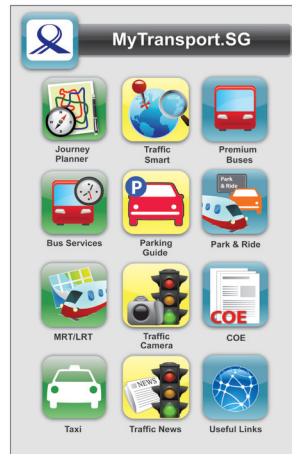 MyTransport.SG
Journey
Planner
Traffic
Smart
Premium
Buses
P
Park
& Ride
Bus Services
Parking
Guide
Park & Ride
COE
MRT/LRT
Traffic
Camera
COE
NEWS
Taxi
Traffic News
Useful Links